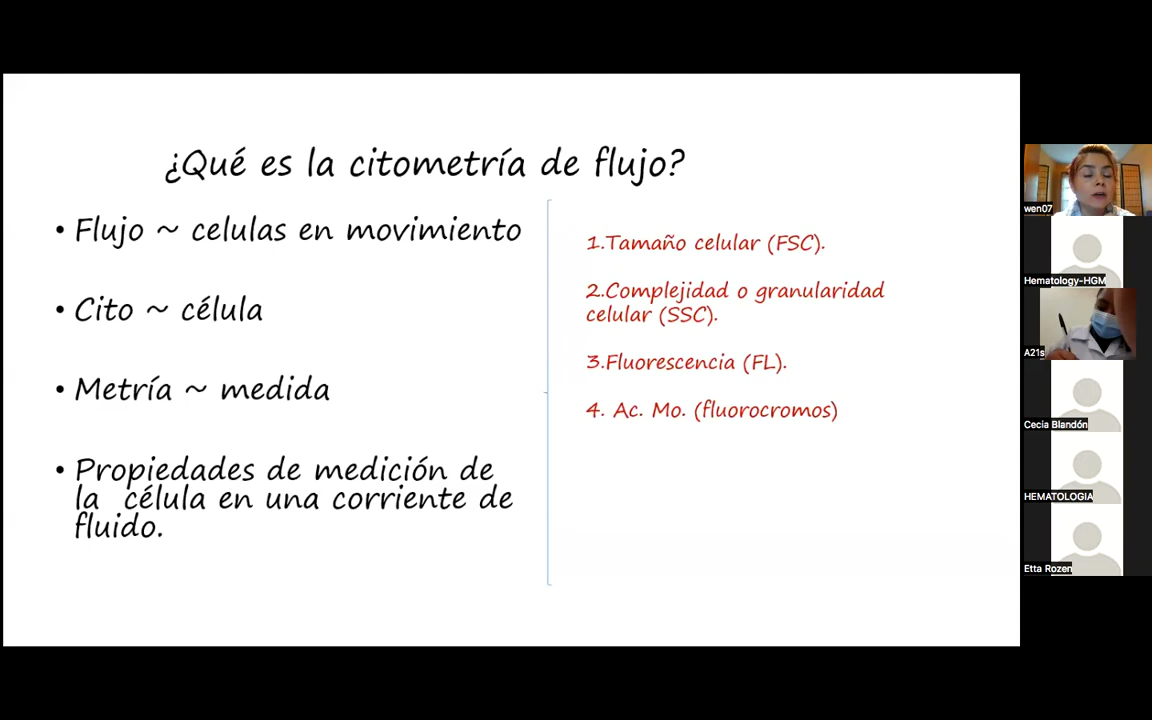 ¿Qué es la citometría de flujo?
• Flujo ~ celulas en movimiento
• Cito ~ célula
• Metría ~ medida
• Propiedades de medición de
la célula en una corriente de
fluido.
1.Tamaño celular (FSC).
2.Complejidad o granularidad
celular (SSC).
3.Fluorescencia (FL).
4. Ac. Mo. (fluorocromos)
wen07
Hematology-HGM
A21s
Cecia Blandón
HEMATOLOGIA
Etta Rozen